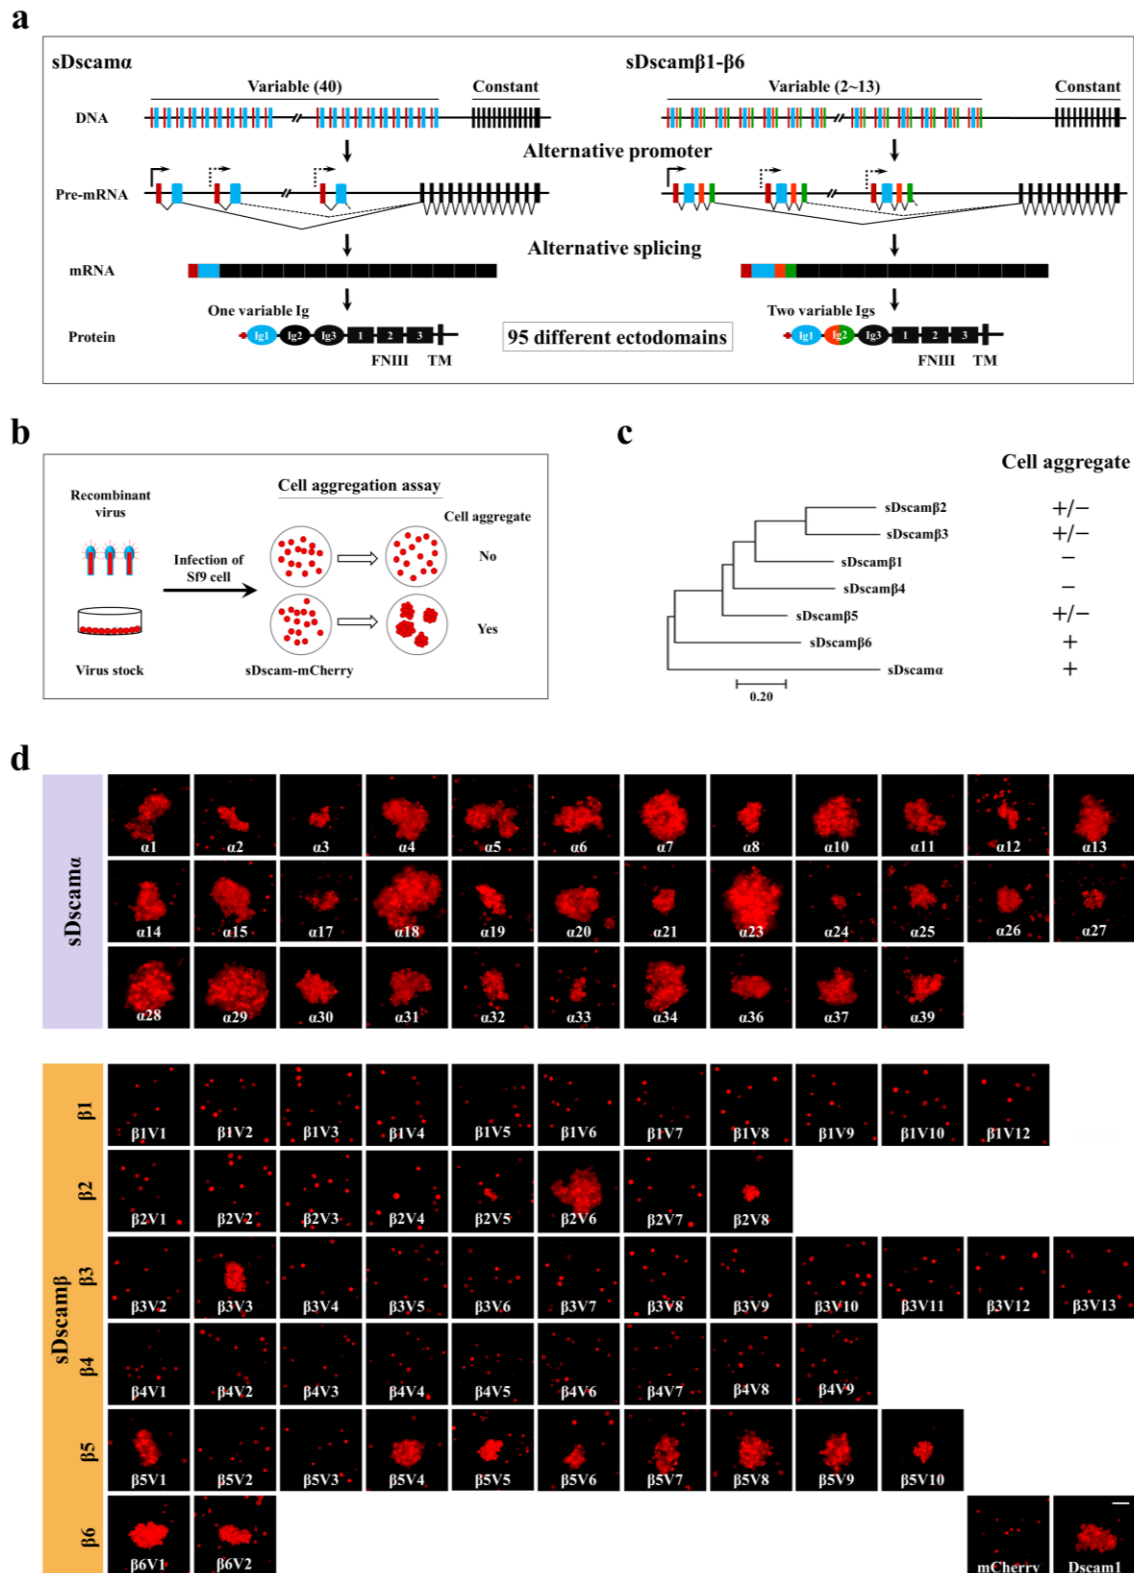 a
sDscamα
sDscamβ1-β6
Variable (40)
Constant
Variable (2~13)
Constant
DNA
Alternative promoter
Pre-mRNA
Alternative splicing
mRNA
One variable Ig
Two variable Igs
Protein
Ig1 Ig2 Ig3 1 2 3
95 different ectodomains
Ig1 Ig2 Ig3 1 2 3
FNIII TM
FNIII TM
b
Cell aggregation assay
Recombinant
virus
Cell aggregate
Infection of
Sf9 cell
No
Yes
Virus stock
sDscam-mCherry
c
Cell aggregate
sDscamβ2 +/−
sDscamβ3 +/−
sDscamβ1 −
sDscamβ4 −
sDscamβ5 +/−
sDscamβ6 +
sDscamα +
0.20
d
sDscamα
α1 α2 α3 α4 α5 α6 α7 α8 α10 α11 α12 α13
α14 α15 α17 α18 α19 α20 α21 α23 α24 α25 α26 α27
α28 α29 α30 α31 α32 α33 α34 α36 α37 α39
sDscamβ
β1
β1V1 β1V2 β1V3 β1V4 β1V5 β1V6 β1V7 β1V8 β1V9 β1V10 β1V12
β2
β2V1 β2V2 β2V3 β2V4 β2V5 β2V6 β2V7 β2V8
β3
β3V2 β3V3 β3V4 β3V5 β3V6 β3V7 β3V8 β3V9 β3V10 β3V11 β3V12 β3V13
β4
β4V1 β4V2 β4V3 β4V4 β4V5 β4V6 β4V7 β4V8 β4V9
β5
β5V1 β5V2 β5V3 β5V4 β5V5 β5V6 β5V7 β5V8 β5V9 β5V10
β6
β6V1 β6V2 mCherry Dscam1